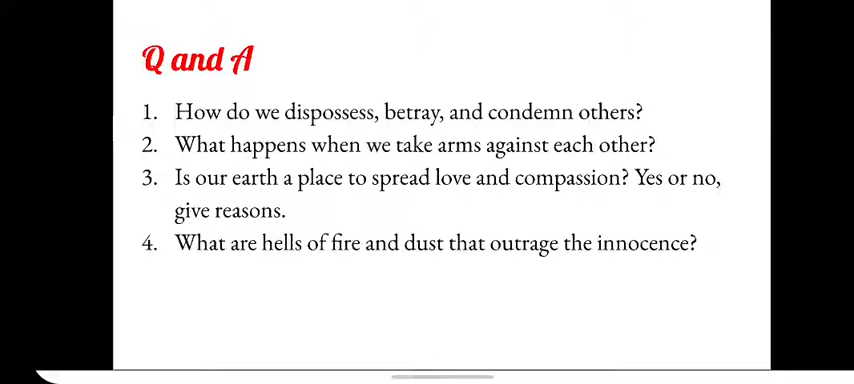 Q and A
1. How do we dispossess, betray, and condemn others?
2. What happens when we take arms against each other?
3. Is our earth a place to spread love and compassion? Yes or no,
give reasons.
4. What are hells of fire and dust that outrage the innocence?